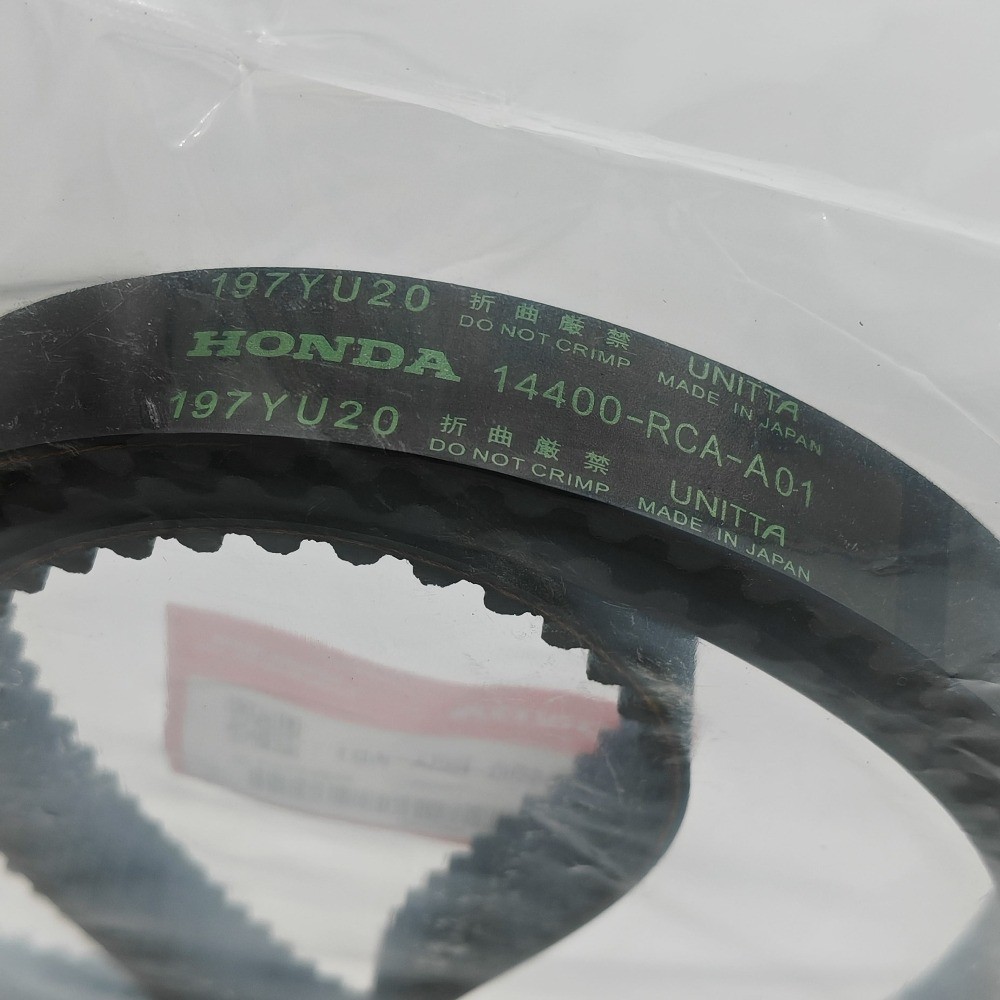 197YU20 折曲厳禁 UNITTA
DO NOT CRIMP MADE IN JAPAN
HONDA 14400-RCA-A01
197YU20 折曲厳禁 UNITTA
DO NOT CRIMP MADE IN JAPAN